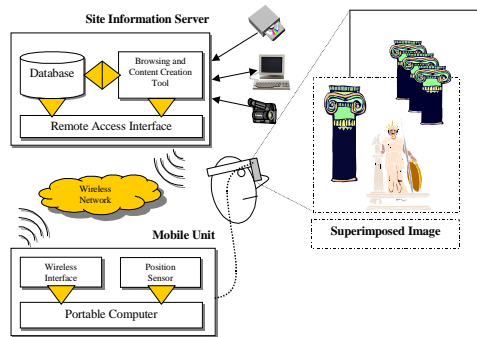 Site Information Server
Database
Browsing and
Content Creation
Tool
Remote Access Interface
Wireless
Network
Mobile Unit
Wireless
Interface
Position
Sensor
Portable Computer
Superimposed Image